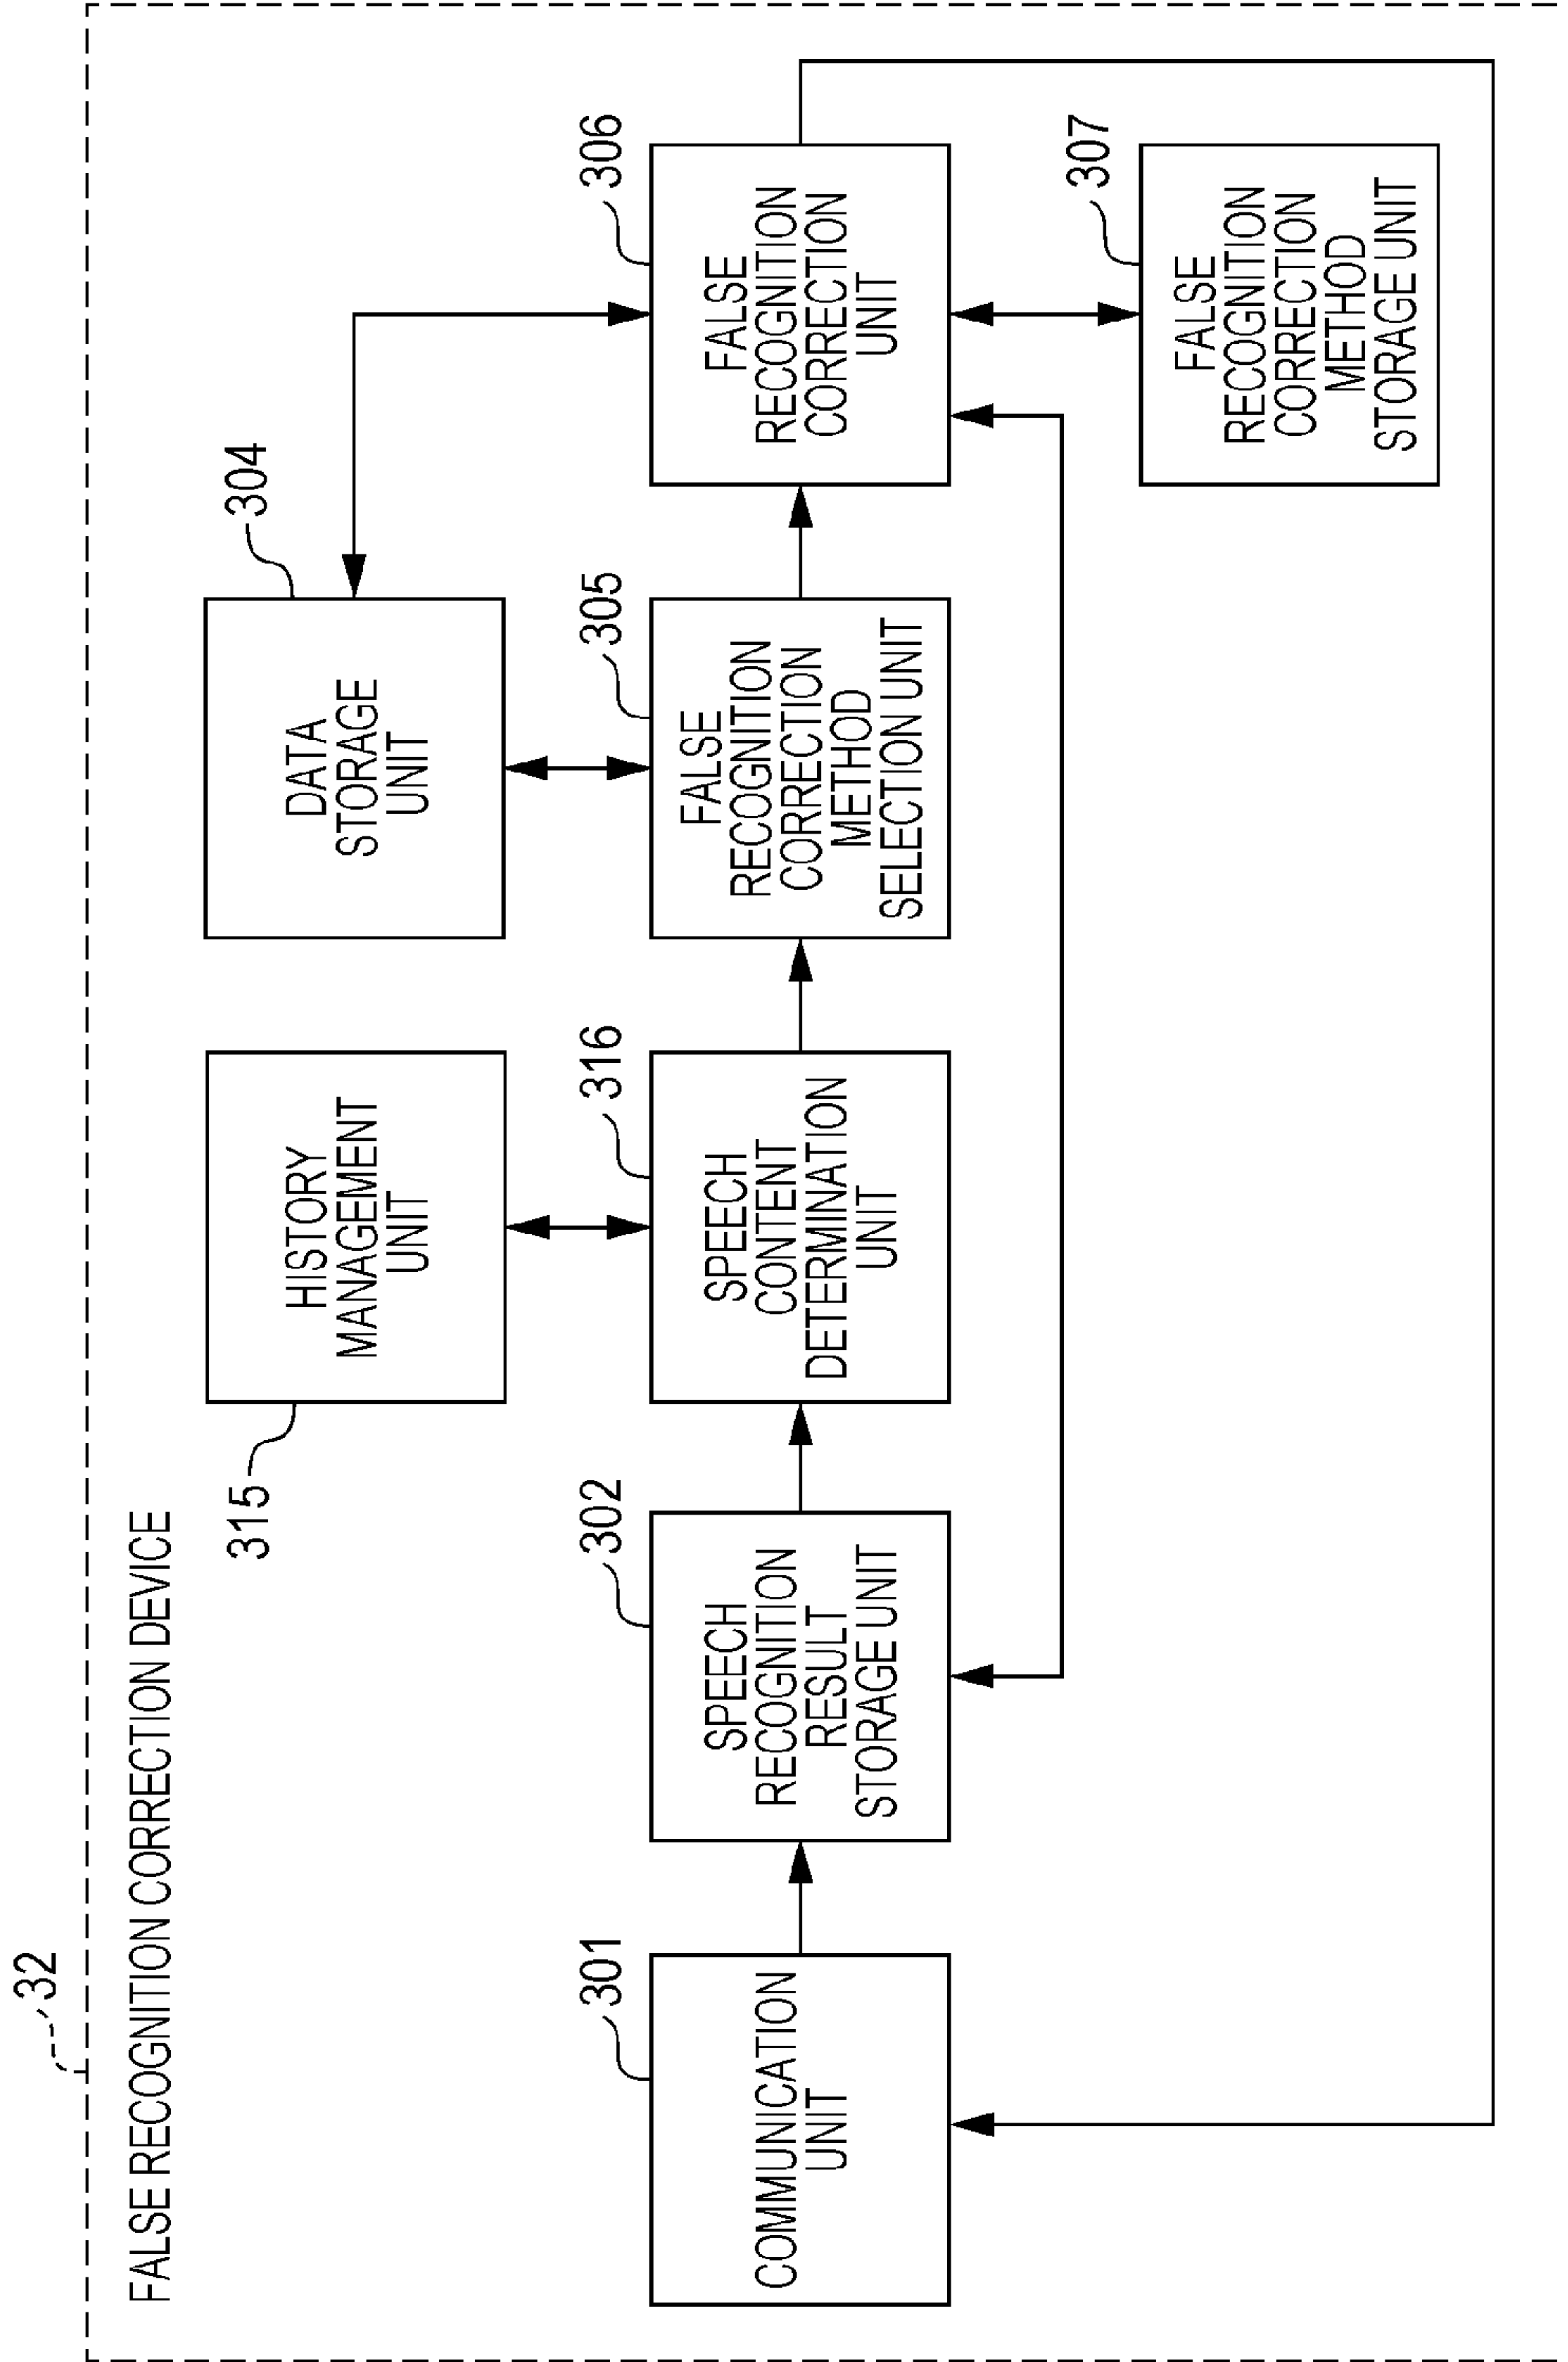 32
FALSE RECOGNITION CORRECTION DEVICE
315
HISTORY
MANAGEMENT
UNIT
304
DATA
STORAGE
UNIT
301
COMMUNICATION
UNIT
302
SPEECH
RECOGNITION
RESULT
STORAGE UNIT
316
SPEECH
CONTENT
DETERMINATION
UNIT
305
FALSE
RECOGNITION
CORRECTION
METHOD
SELECTION UNIT
306
FALSE
RECOGNITION
CORRECTION
UNIT
307
FALSE
RECOGNITION
CORRECTION
METHOD
STORAGE UNIT